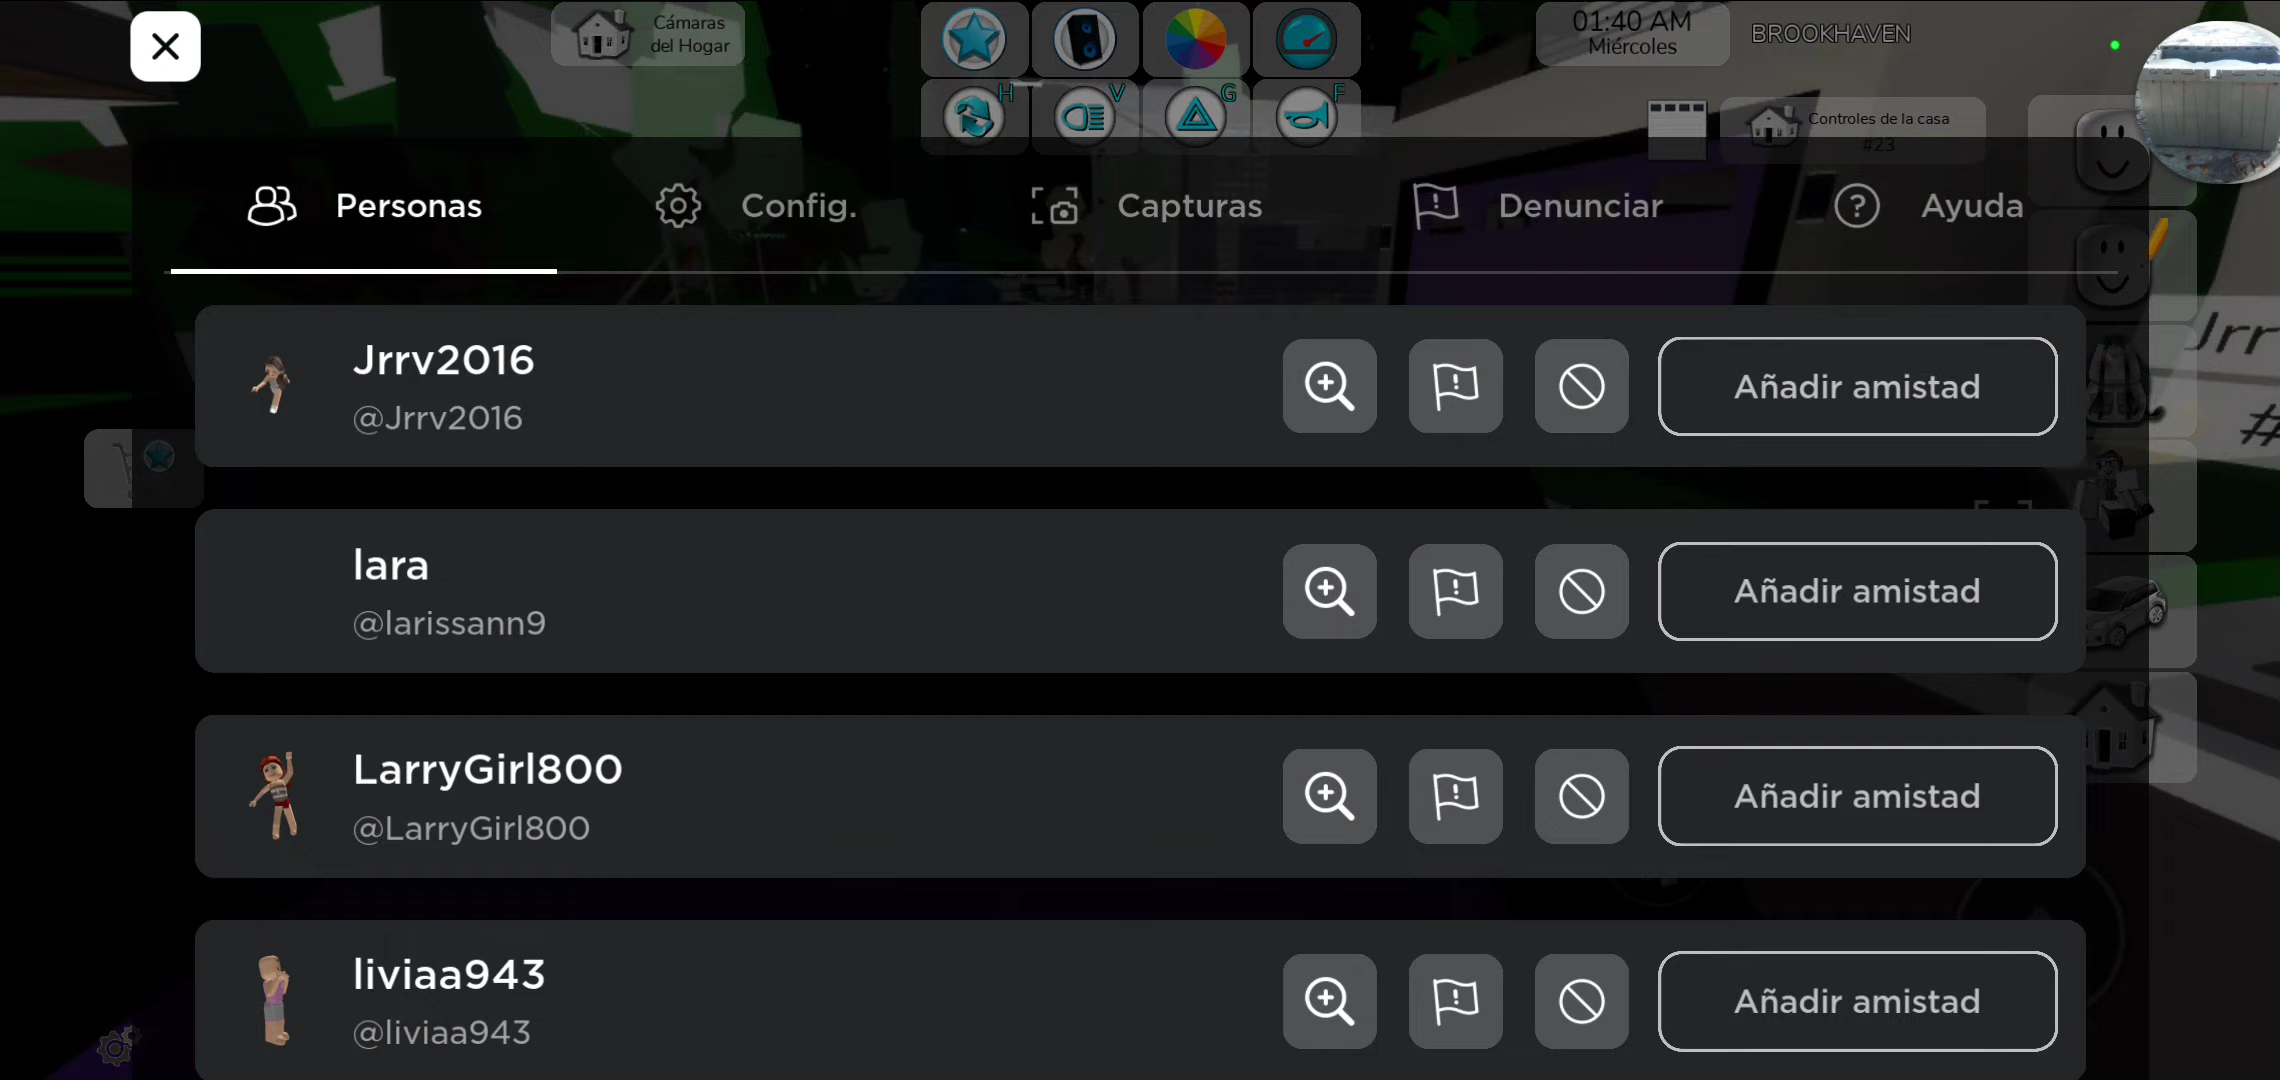 Cámaras
del Hogar
01:40 AM
Miércoles
BROOKHAVEN
H
V
G
F
Controles de la casa
#23
Personas
Config.
Capturas
Denunciar
Ayuda
Jrrv2016
@Jrrv2016
Añadir amistad
lara
@larissann9
Añadir amistad
LarryGirl800
@LarryGirl800
Añadir amistad
liviaa943
@liviaa943
Añadir amistad
Jrr
#